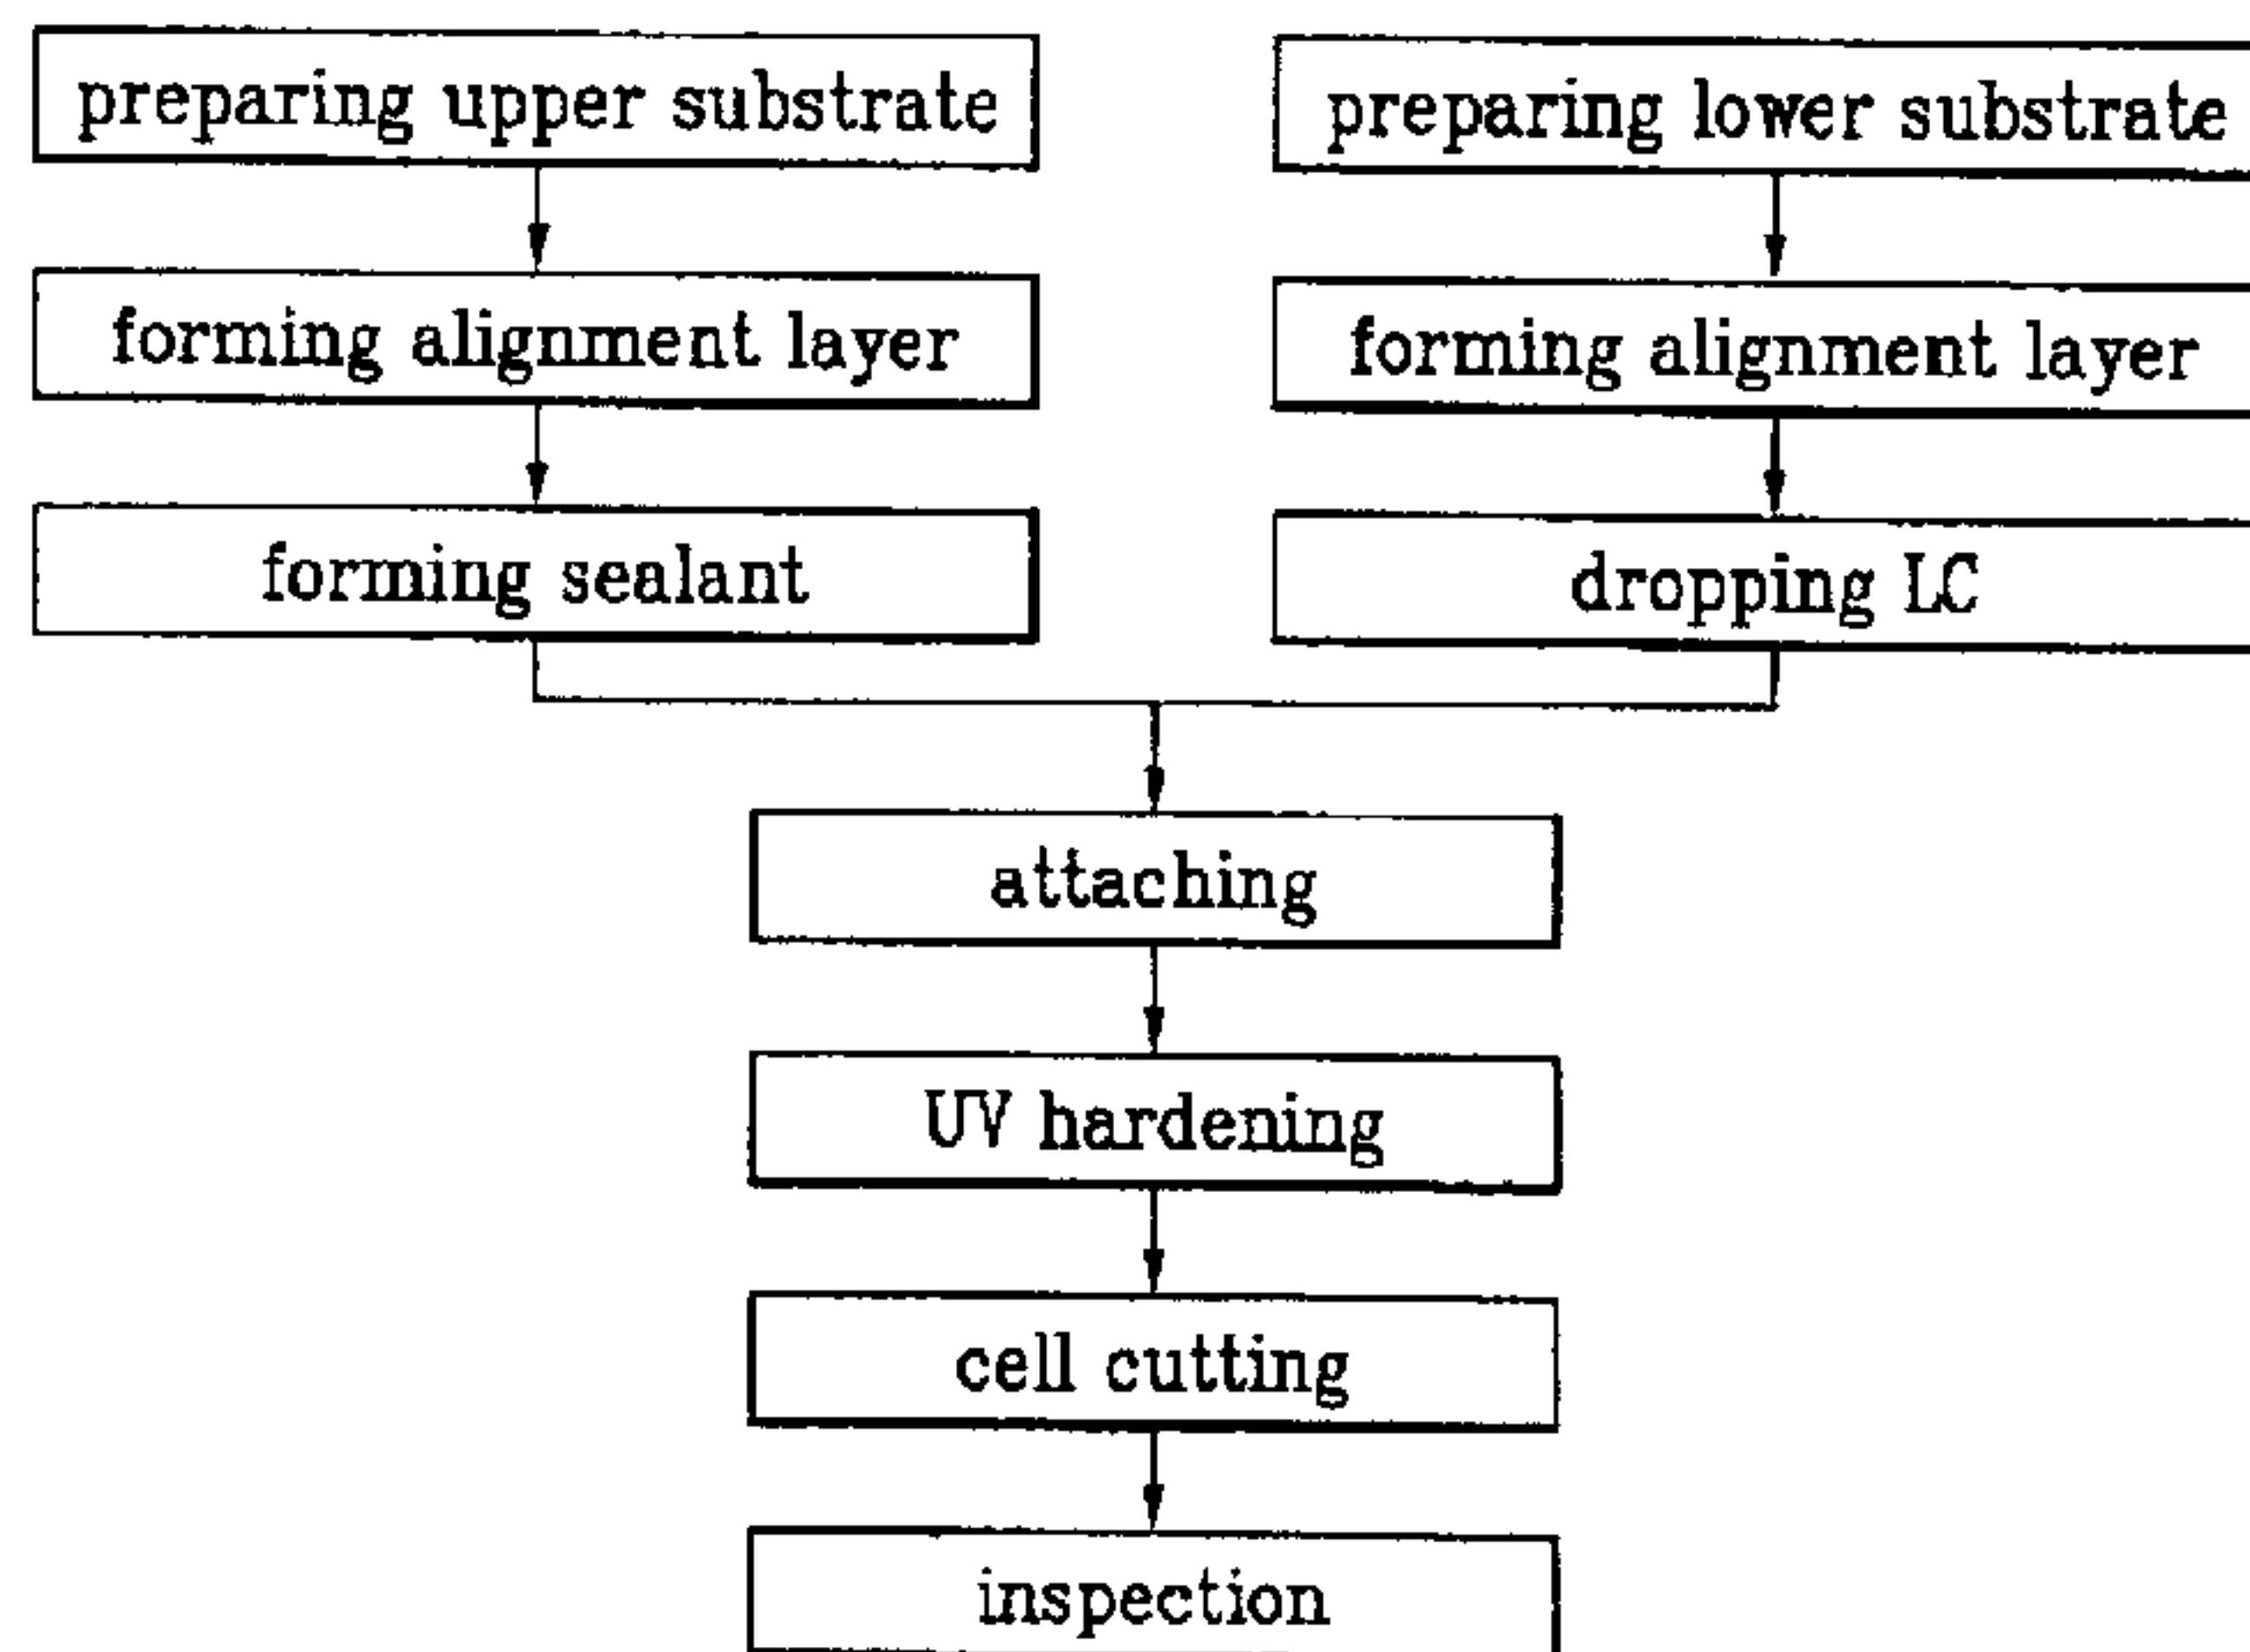 preparing upper substrate
preparing lower substrate
forming alignment layer
forming alignment layer
forming sealant
dropping LC
attaching
UV hardening
cell cutting
inspection